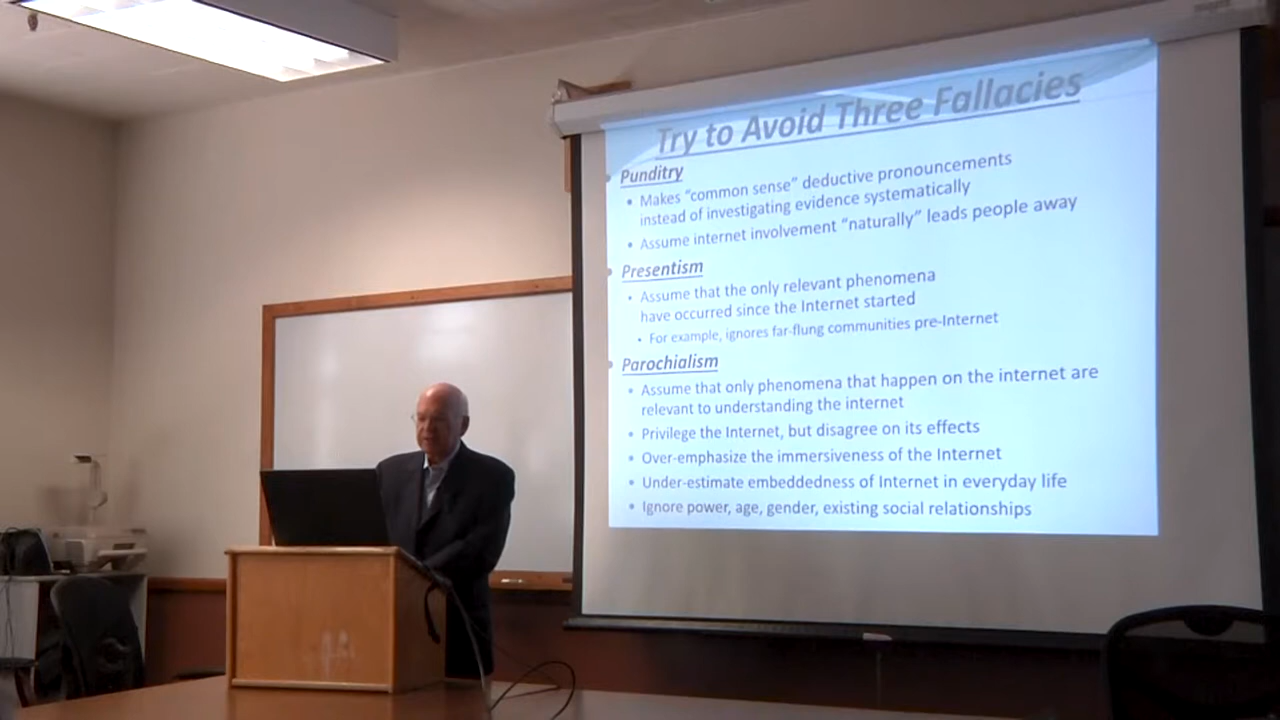 Try to Avoid Three Fallacies
• Punditry
• Makes “common sense” deductive pronouncements
instead of investigating evidence systematically
• Assume internet involvement “naturally” leads people away
• Presentism
• Assume that the only relevant phenomena
have occurred since the Internet started
• For example, ignores far-flung communities pre-Internet
• Parochialism
• Assume that only phenomena that happen on the internet are
relevant to understanding the internet
• Privilege the Internet, but disagree on its effects
• Over-emphasize the immersiveness of the Internet
• Under-estimate embeddedness of Internet in everyday life
• Ignore power, age, gender, existing social relationships